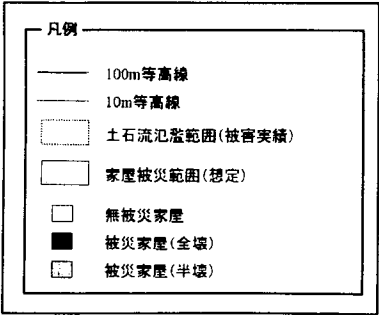 凡例
100m等高線
10m等高線
土石流氾濫範囲(被害実績)
家屋被災範囲(想定)
無被災家屋
被災家屋(全壊)
被災家屋(半壊)